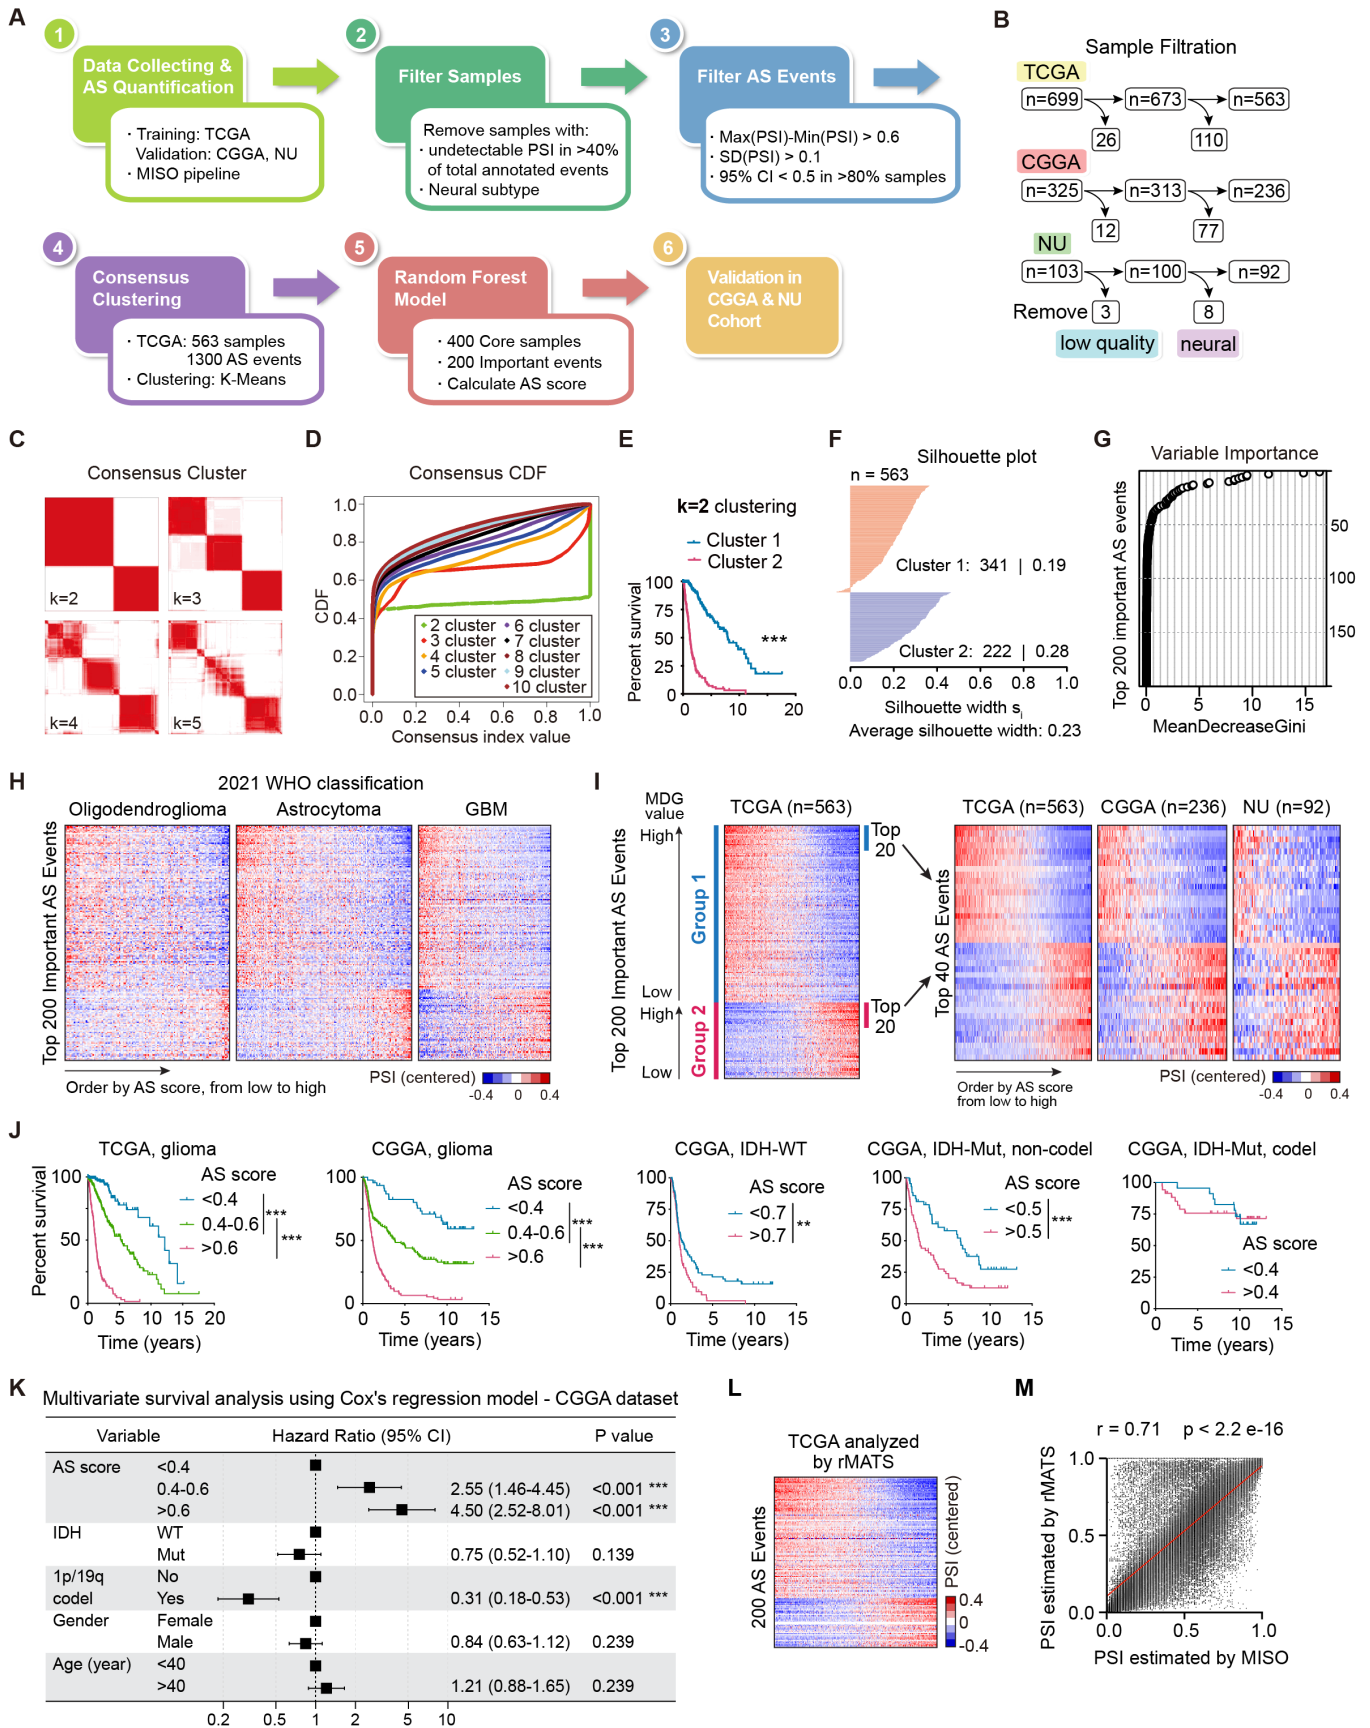 A
1
Data Collecting &
AS Quantification
· Training: TCGA
Validation: CGGA, NU
· MISO pipeline
2
Filter Samples
Remove samples with:
· undetectable PSI in >40%
of total annotated events
· Neural subtype
3
Filter AS Events
· Max(PSI)-Min(PSI) > 0.6
· SD(PSI) > 0.1
· 95% CI < 0.5 in >80% samples
4
Consensus
Clustering
· TCGA: 563 samples
1300 AS events
· Clustering: K-Means
5
Random Forest
Model
· 400 Core samples
· 200 Important events
· Calculate AS score
6
Validation in
CGGA & NU
Cohort
B
Sample Filtration
TCGA
n=699 n=673 n=563
26 110
CGGA
n=325 n=313 n=236
12 77
NU
n=103 n=100 n=92
Remove 3 8
low quality neural
C
Consensus Cluster
k=2 k=3
k=4 k=5
D
Consensus CDF
CDF
1.0
0.8
0.6
0.4
0.2
0.0
2 cluster 6 cluster
3 cluster 7 cluster
4 cluster 8 cluster
5 cluster 9 cluster
10 cluster
0.0 0.2 0.4 0.6 0.8 1.0
Consensus index value
E
k=2 clustering
Cluster 1
Cluster 2
Percent survival
100
75
50
25
0
***
0 10 20
F
Silhouette plot
n = 563
Cluster 1: 341 | 0.19
Cluster 2: 222 | 0.28
0.0 0.2 0.4 0.6 0.8 1.0
Silhouette width si
Average silhouette width: 0.23
G
Variable Importance
Top 200 important AS events
50
100
150
0 5 10 15
MeanDecreaseGini
H
2021 WHO classification
Oligodendroglioma Astrocytoma GBM
Top 200 Important AS Events
Order by AS score, from low to high
PSI (centered)
-0.4 0 0.4
I
MDG
value
TCGA (n=563)
Top 200 Important AS Events
High
Low
High
Low
Group 1
Group 2
Top
20
Top
20
Top 40 AS Events
TCGA (n=563) CGGA (n=236) NU (n=92)
Order by AS score
from low to high
PSI (centered)
-0.4 0 0.4
J
TCGA, glioma
Percent survival
100
50
0
AS score
<0.4
0.4-0.6
>0.6
***
***
0 5 10 15 20
Time (years)
CGGA, glioma
100
50
0
AS score
<0.4
0.4-0.6
>0.6
***
***
0 5 10 15
Time (years)
CGGA, IDH-WT
100
75
50
25
0
AS score
<0.7
>0.7
**
0 5 10 15
Time (years)
CGGA, IDH-Mut, non-codel
100
75
50
25
0
AS score
<0.5
>0.5
***
0 5 10 15
Time (years)
CGGA, IDH-Mut, codel
100
75
50
25
0
AS score
<0.4
>0.4
0 5 10 15
Time (years)
K
Multivariate survival analysis using Cox's regression model - CGGA dataset
Variable Hazard Ratio (95% CI) P value
AS score <0.4
0.4-0.6 2.55 (1.46-4.45) <0.001 ***
>0.6 4.50 (2.52-8.01) <0.001 ***
IDH WT
Mut 0.75 (0.52-1.10) 0.139
1p/19q No
codel Yes 0.31 (0.18-0.53) <0.001 ***
Gender Female
Male 0.84 (0.63-1.12) 0.239
Age (year) <40
>40 1.21 (0.88-1.65) 0.239
0.2 0.5 1 2 5 10
L
TCGA analyzed
by rMATS
200 AS Events
PSI (centered)
0.4
0
-0.4
M
r = 0.71 p < 2.2 e-16
PSI estimated by rMATS
1.0
0.5
0.0
0.0 0.5 1.0
PSI estimated by MISO